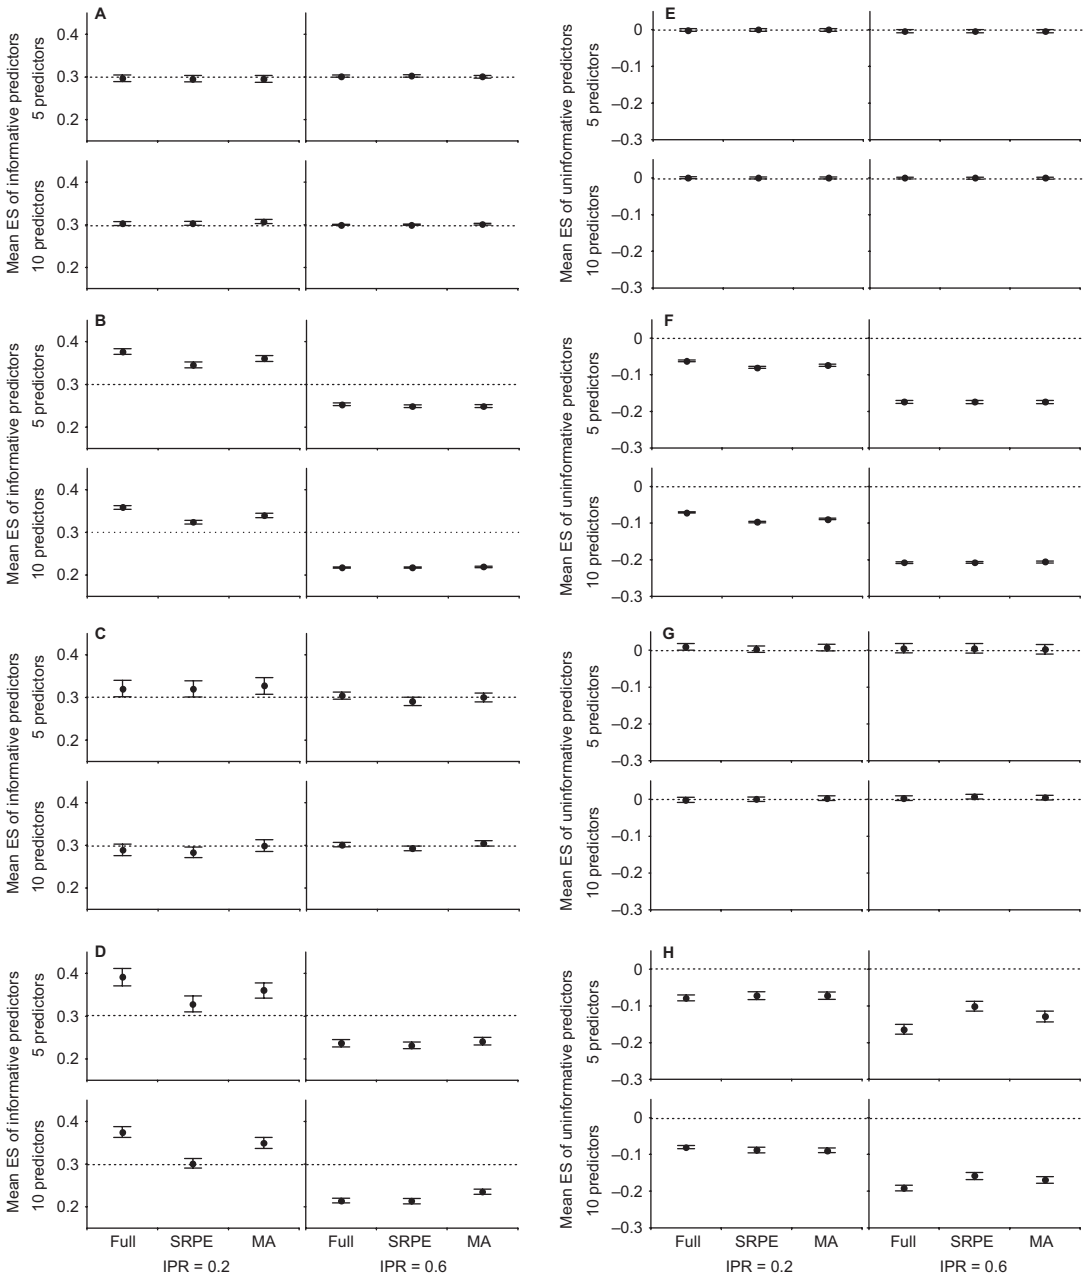 A
Mean ES of informative predictors
5 predictors
0.4
0.3
0.2
10 predictors
0.4
0.3
0.2
B
Mean ES of informative predictors
5 predictors
0.4
0.3
0.2
10 predictors
0.4
0.3
0.2
C
Mean ES of informative predictors
5 predictors
0.4
0.3
0.2
10 predictors
0.4
0.3
0.2
D
Mean ES of informative predictors
5 predictors
0.4
0.3
0.2
10 predictors
0.4
0.3
0.2
Full SRPE MA Full SRPE MA
IPR = 0.2 IPR = 0.6
E
Mean ES of uninformative predictors
5 predictors
0
–0.1
–0.2
–0.3
10 predictors
0
–0.1
–0.2
–0.3
F
Mean ES of uninformative predictors
5 predictors
0
–0.1
–0.2
–0.3
10 predictors
0
–0.1
–0.2
–0.3
G
Mean ES of uninformative predictors
5 predictors
0
–0.1
–0.2
–0.3
10 predictors
0
–0.1
–0.2
–0.3
H
Mean ES of uninformative predictors
5 predictors
0
–0.1
–0.2
–0.3
10 predictors
0
–0.1
–0.2
–0.3
Full SRPE MA Full SRPE MA
IPR = 0.2 IPR = 0.6